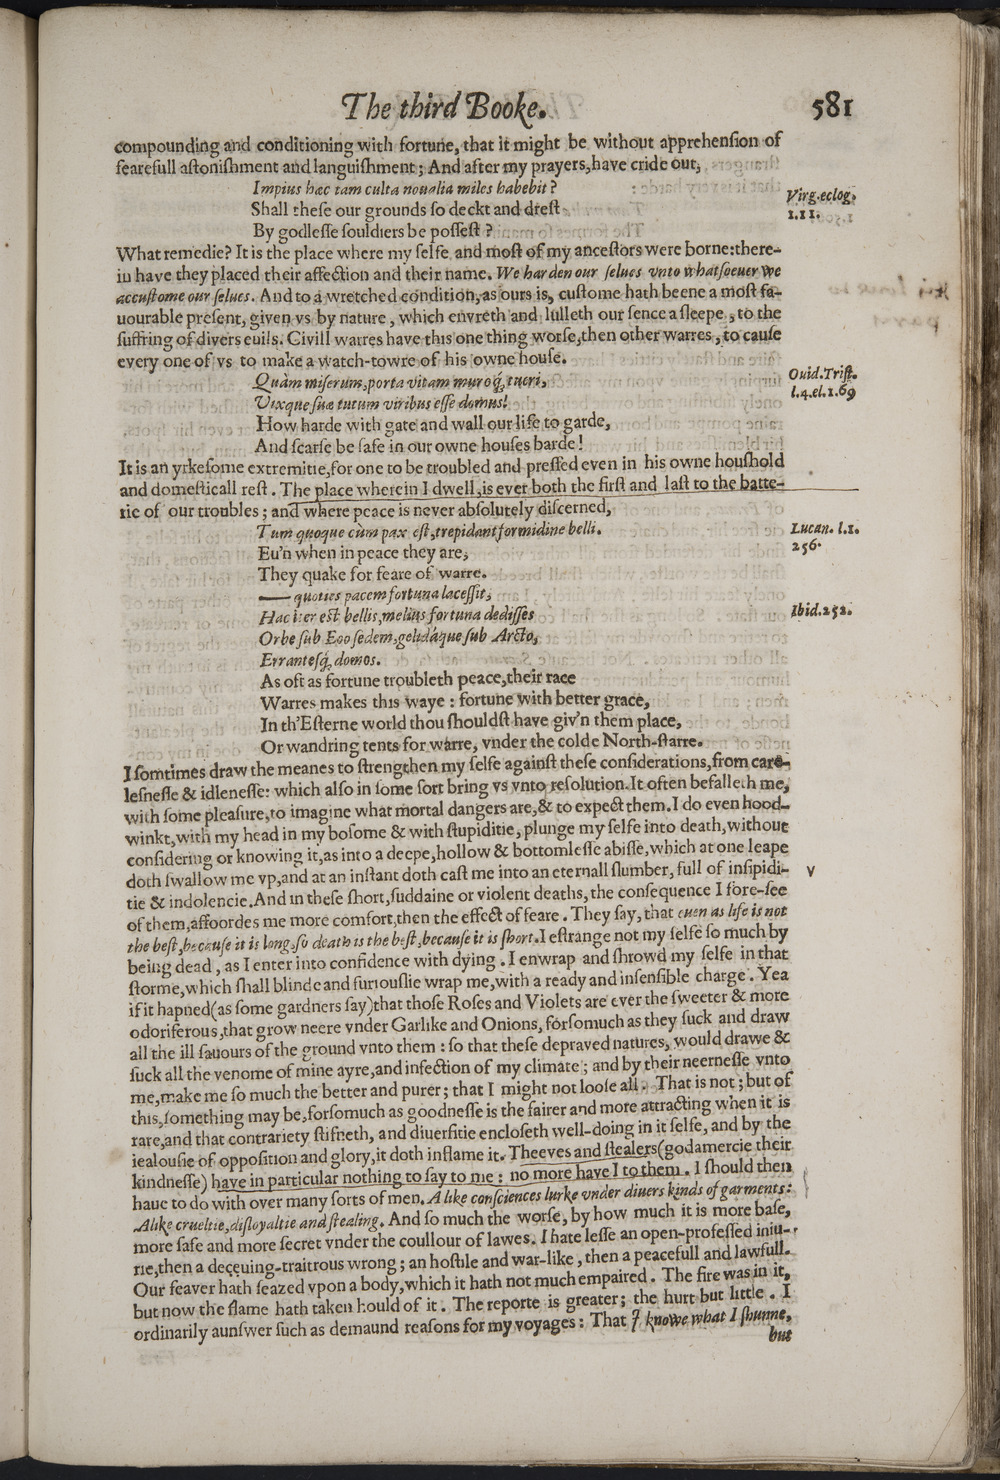 The third Booke. 581
compounding and conditioning with fortune, that it might be without apprehenſion of
fearefull aſtoniſhment and languiſhment; And after my prayers, have cride out,
Impius hæc tam culta noualia miles habebit?
Virg. eclog.
Shall theſe our grounds ſo deckt and dreſt
1.11.
By godleſſe ſouldiers be poſſeſt?
What remedie? It is the place where my ſelfe and moſt of my anceſtors were borne: there-
in have they placed their affection and their name. We harden our ſelues vnto whatſoeuer we
accuſtome our ſelues. And to a wretched condition, as ours is, cuſtome hath beene a moſt fa-
uourable preſent, given vs by nature, which enureth and lulleth our ſence aſleepe, to the
ſuffring of divers euils. Civill warres have this one thing worſe, then other warres, to cauſe
every one of vs to make a watch-towre of his owne houſe.
Quàm miſerum, porta vitam muroq́, tueri,
Ouid. Triſt.
Vixque ſuæ tutum viribus eſſe domus!
l.4.el.1.69
How harde with gate and wall our life to garde,
And ſcarſe be ſafe in our owne houſes barde!
It is an yrkeſome extremitie, for one to be troubled and preſſed even in his owne houſhold
and domeſticall reſt. The place wherein I dwell, is ever both the firſt and laſt to the batte-
rie of our troubles; and where peace is never abſolutely diſcerned,
Tum quoque cùm pax eſt, trepidant formidine belli.
Lucan. l.1.
Eu'n when in peace they are,
256.
They quake for feare of warre.
— quoties pacem fortuna laceſſit,
Hac iter eſt bellis, melius fortuna dediſſes
Ibid. 252.
Orbe ſub Eoo ſedem, gelidáque ſub Arcto,
Erranteſq́, domos.
As oft as fortune troubleth peace, their race
Warres makes this waye: fortune with better grace,
In th'Eſterne world thou ſhouldſt have giv'n them place,
Or wandring tents for warre, vnder the colde North-ſtarre.
I ſomtimes draw the meanes to ſtrengthen my ſelfe againſt theſe conſiderations, from care-
leſneſſe & idleneſſe: which alſo in ſome ſort bring vs vnto reſolution. It often befalleth me,
with ſome pleaſure, to imagine what mortal dangers are, & to expect them. I do even hood-
winkt, with my head in my boſome & with ſtupiditie, plunge my ſelfe into death, without
conſidering or knowing it, as into a deepe, hollow & bottomleſſe abiſſe, which at one leape
doth ſwallow me vp, and at an inſtant doth caſt me into an eternall ſlumber, full of inſipidi-
tie & indolencie. And in theſe ſhort, ſuddaine or violent deaths, the conſequence I fore-ſee
of them, affoordes me more comfort, then the effect of feare. They ſay, that euen as life is not
the beſt, becauſe it is long, ſo death is the beſt, becauſe it is ſhort. I eſtrange not my ſelfe ſo much by
being dead, as I enter into confidence with dying. I enwrap and ſhrowd my ſelfe in that
ſtorme, which ſhall blinde and furiouſlie wrap me, with a ready and inſenſible charge. Yea
if it hapned (as ſome gardners ſay) that thoſe Roſes and Violets are ever the ſweeter & more
odoriferous, that grow neere vnder Garlike and Onions, forſomuch as they ſuck and draw
all the ill ſauours of the ground vnto them: ſo that theſe depraved natures, would drawe &
ſuck all the venome of mine ayre, and infection of my climate; and by their neerneſſe vnto
me, make me ſo much the better and purer; that I might not looſe all. That is not; but of
this, ſomething may be, forſomuch as goodneſſe is the fairer and more attracting when it is
rare, and that contrariety ſtifneth, and diuerſitie encloſeth well-doing in it ſelfe, and by the
iealouſie of oppoſition and glory, it doth inflame it. Theeves and ſtealers (godamercie their
kindneſſe) have in particular nothing to ſay to me: no more have I to them. I ſhould then
haue to do with over many ſorts of men. Alike conſciences lurke vnder diuers kinds of garments:
Alike crueltie, diſloyaltie and ſtealing. And ſo much the worſe, by how much it is more baſe,
more ſafe and more ſecret vnder the coullour of lawes. I hate leſſe an open-profeſſed iniu-
rie, then a deceuing-traitrous wrong; an hoſtile and war-like, then a peacefull and lawfull.
Our feaver hath ſeazed vpon a body, which it hath not much empaired. The fire was in it,
but now the flame hath taken hould of it. The reporte is greater; the hurt but little. I
ordinarily aunſwer ſuch as demaund reaſons for my voyages: That I knowe what I ſhunne,
but